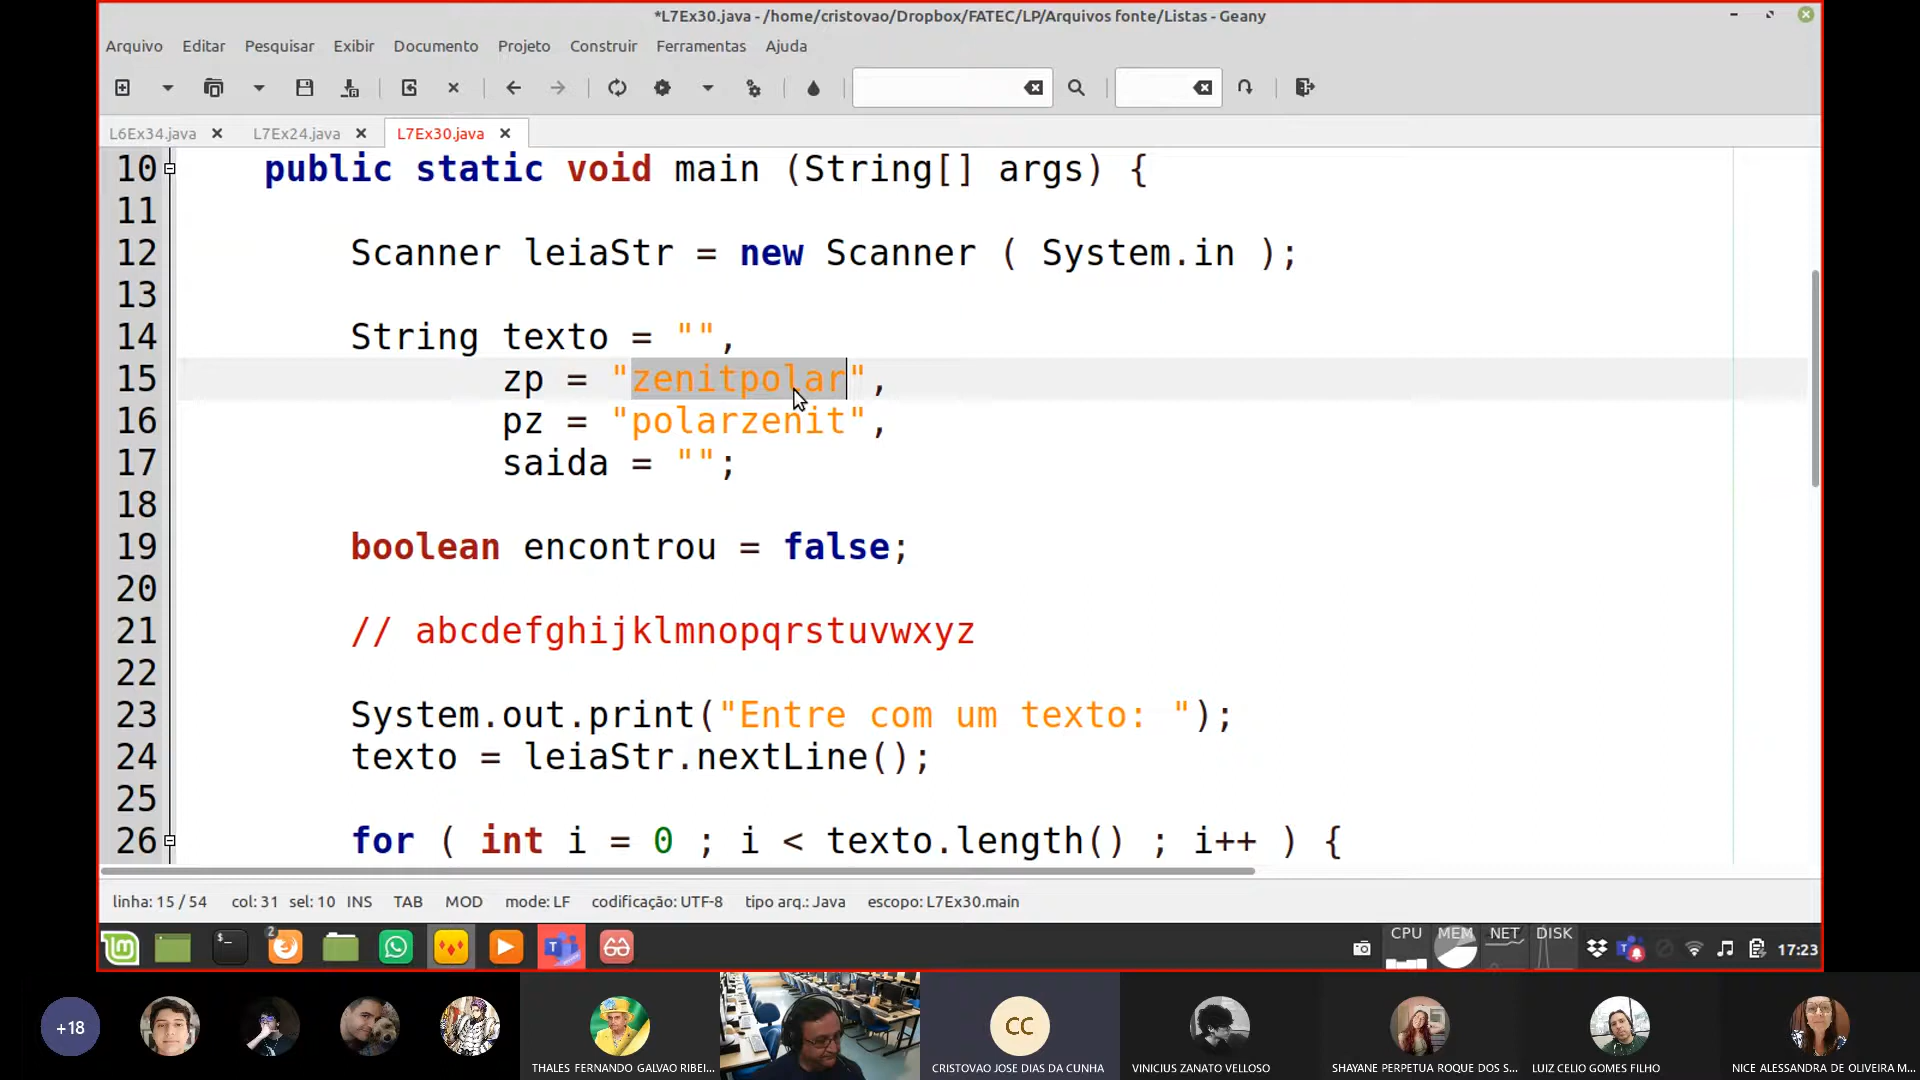 *L7Ex30.java - /home/cristovao/Dropbox/FATEC/LP/Arquivos fonte/Listas - Geany
Arquivo Editar Pesquisar Exibir Documento Projeto Construir Ferramentas Ajuda
L6Ex34.java L7Ex24.java L7Ex30.java
10 public static void main (String[] args) {
11
12 Scanner leiaStr = new Scanner ( System.in );
13
14 String texto = "",
15 zp = "zenitpolar",
16 pz = "polarzenit",
17 saida = "";
18
19 boolean encontrou = false;
20
21 // abcdefghijklmnopqrstuvwxyz
22
23 System.out.print("Entre com um texto: ");
24 texto = leiaStr.nextLine();
25
26 for ( int i = 0 ; i < texto.length() ; i++ ) {
linha: 15 / 54 col: 31 sel: 10 INS TAB MOD mode: LF codificação: UTF-8 tipo arq.: Java escopo: L7Ex30.main
2 CPU MEM NET DISK 17:23
+18 CC
THALES FERNANDO GALVAO RIBEI... CRISTOVAO JOSE DIAS DA CUNHA VINICIUS ZANATO VELLOSO SHAYANE PERPETUA ROQUE DOS S... LUIZ CELIO GOMES FILHO NICE ALESSANDRA DE OLIVEIRA M...